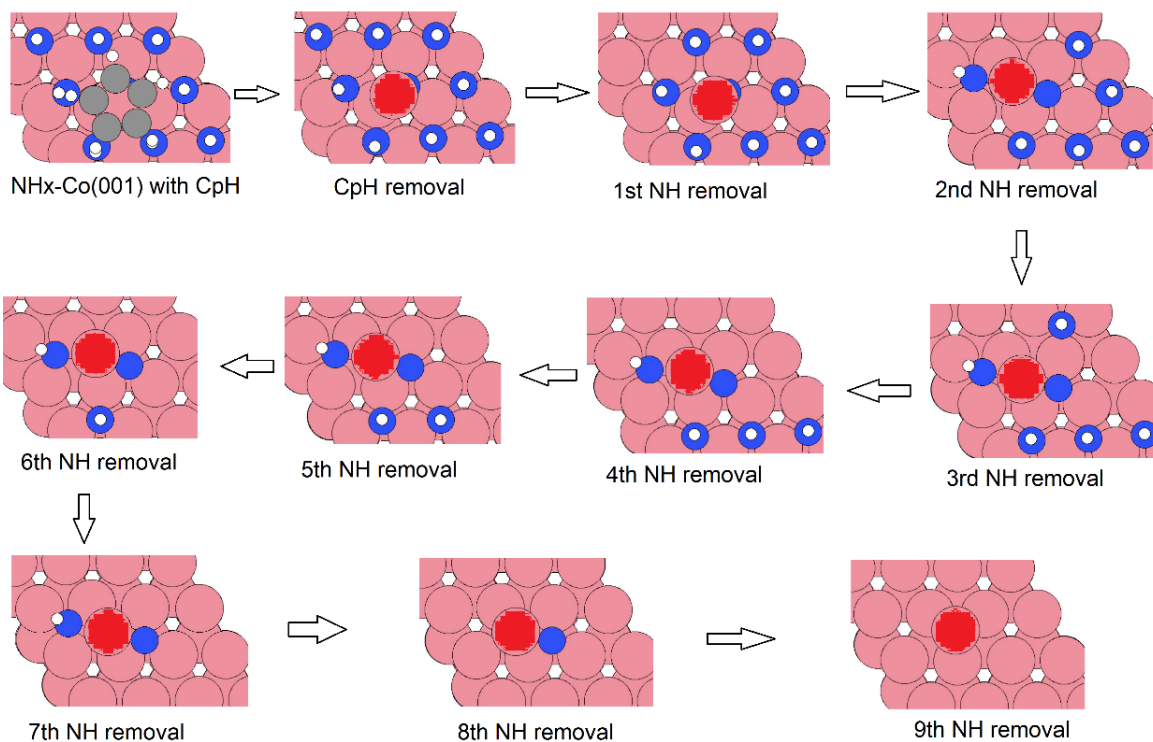 NHx-Co(001) with CpH
CpH removal
1st NH removal
2nd NH removal
6th NH removal
5th NH removal
4th NH removal
3rd NH removal
7th NH removal
8th NH removal
9th NH removal